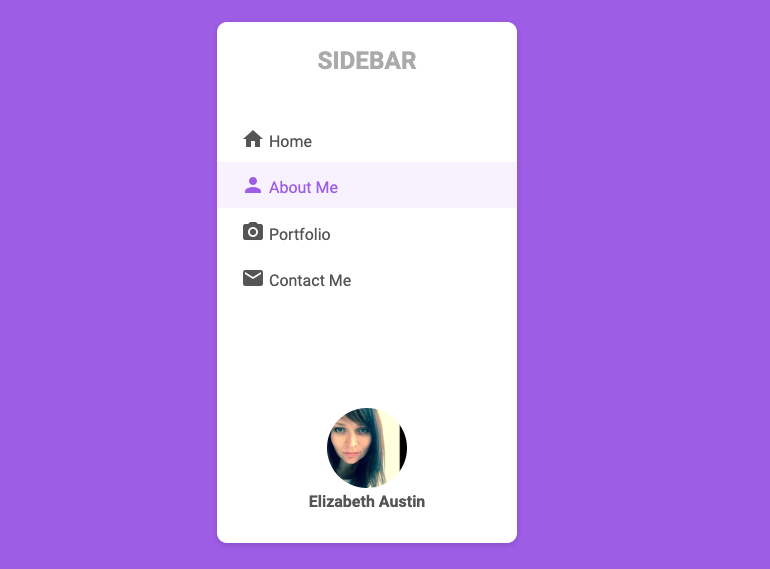 SIDEBAR
Home
About Me
Portfolio
Contact Me
Elizabeth Austin